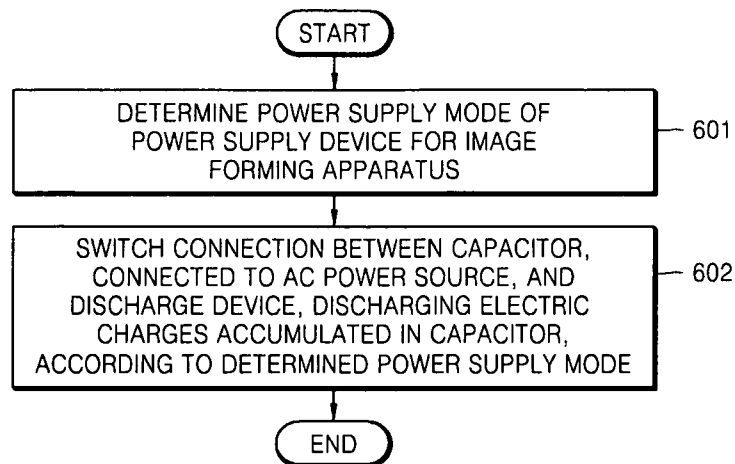 START
DETERMINE POWER SUPPLY MODE OF
POWER SUPPLY DEVICE FOR IMAGE
FORMING APPARATUS
601
SWITCH CONNECTION BETWEEN CAPACITOR,
CONNECTED TO AC POWER SOURCE, AND
DISCHARGE DEVICE, DISCHARGING ELECTRIC
CHARGES ACCUMULATED IN CAPACITOR,
ACCORDING TO DETERMINED POWER SUPPLY MODE
602
END